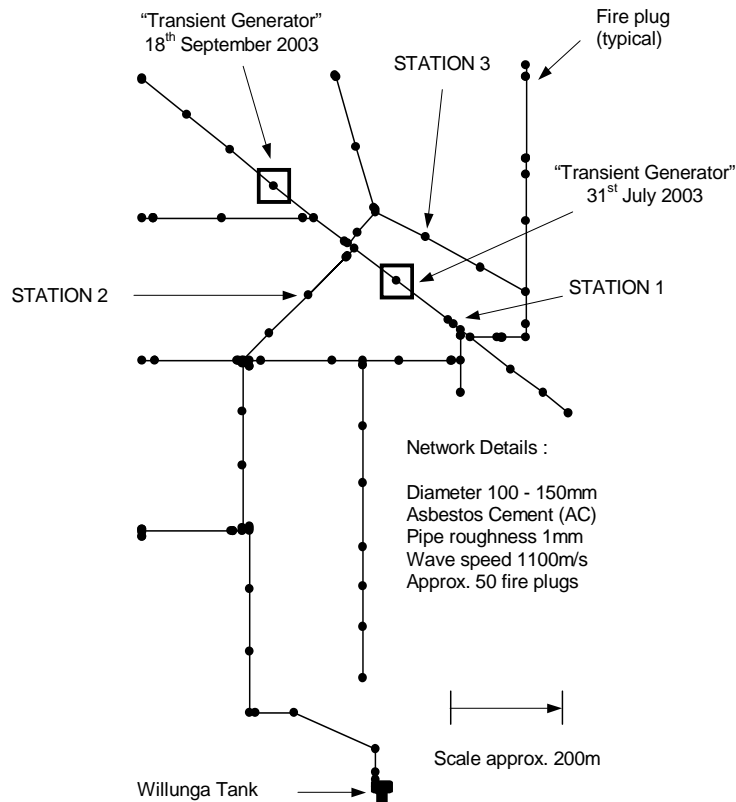 “Transient Generator”
18th September 2003
Fire plug
(typical)
STATION 3
“Transient Generator”
31st July 2003
STATION 2
STATION 1
Network Details :
Diameter 100 - 150mm
Asbestos Cement (AC)
Pipe roughness 1mm
Wave speed 1100m/s
Approx. 50 fire plugs
Scale approx. 200m
Willunga Tank